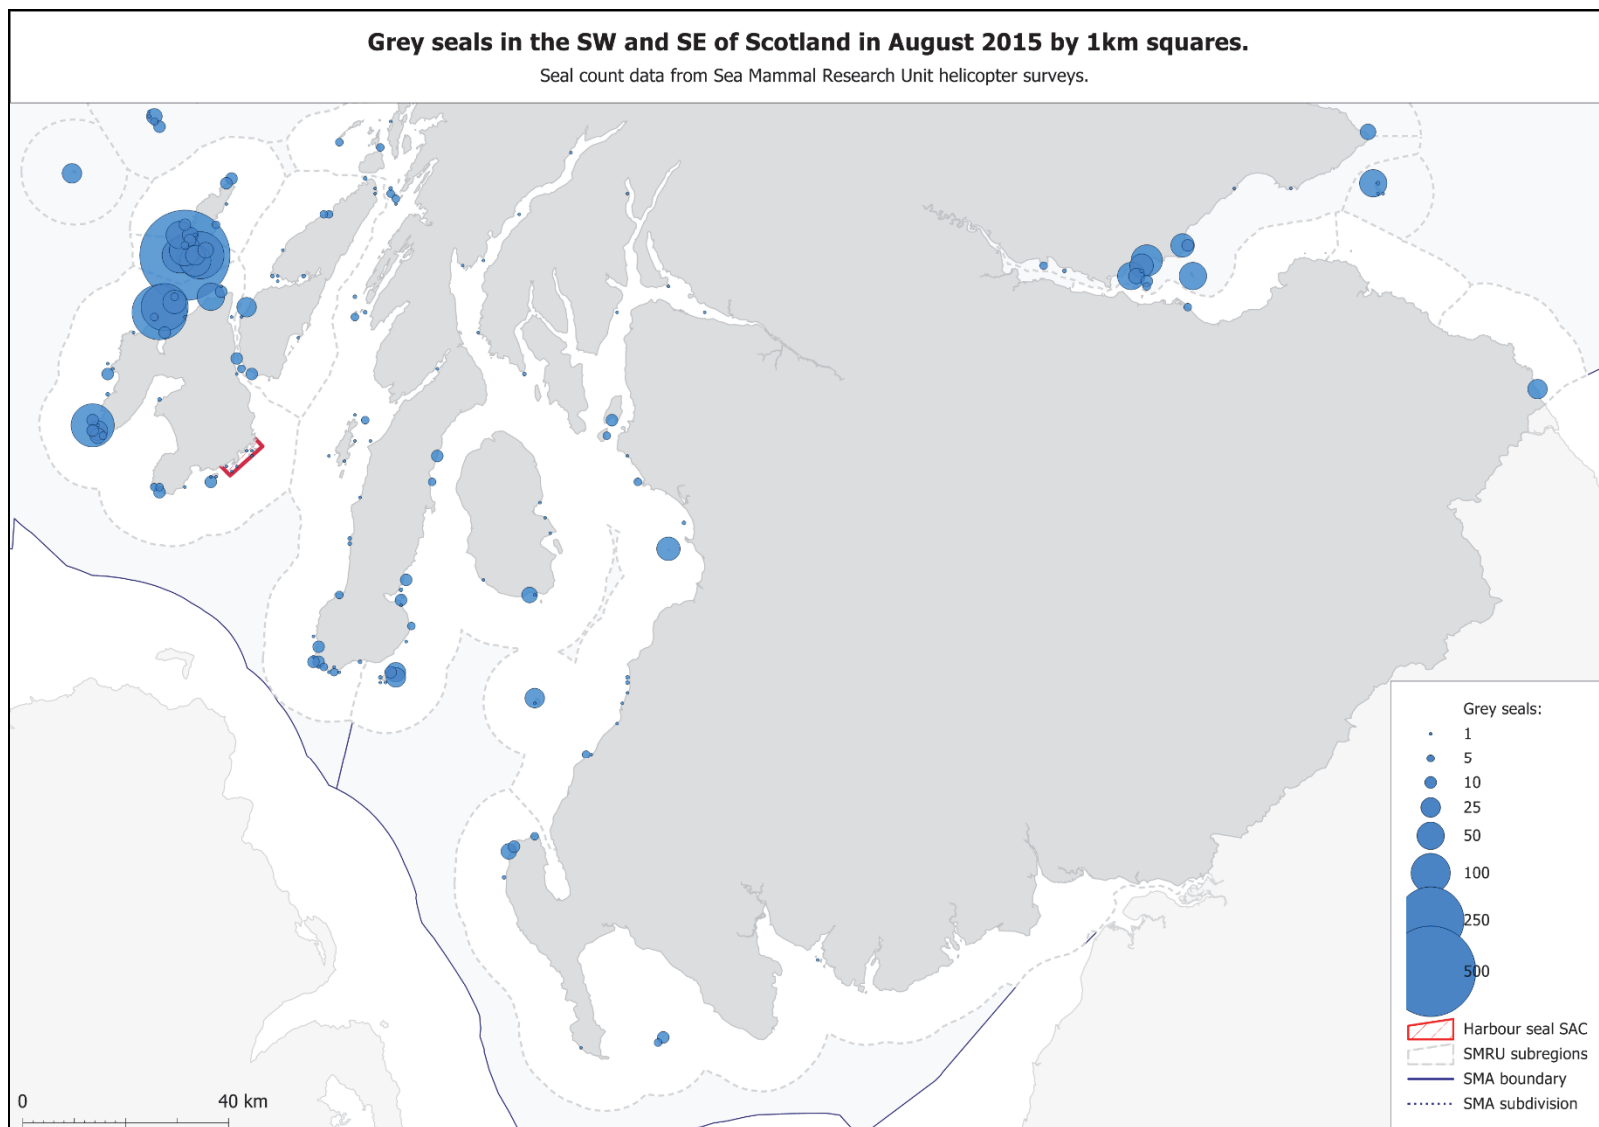 Grey seals in the SW and SE of Scotland in August 2015 by 1km squares.
Seal count data from Sea Mammal Research Unit helicopter surveys.
Grey seals:
1
5
10
25
50
100
250
500
Harbour seal SAC
SMRU subregions
SMA boundary
SMA subdivision
0 40 km